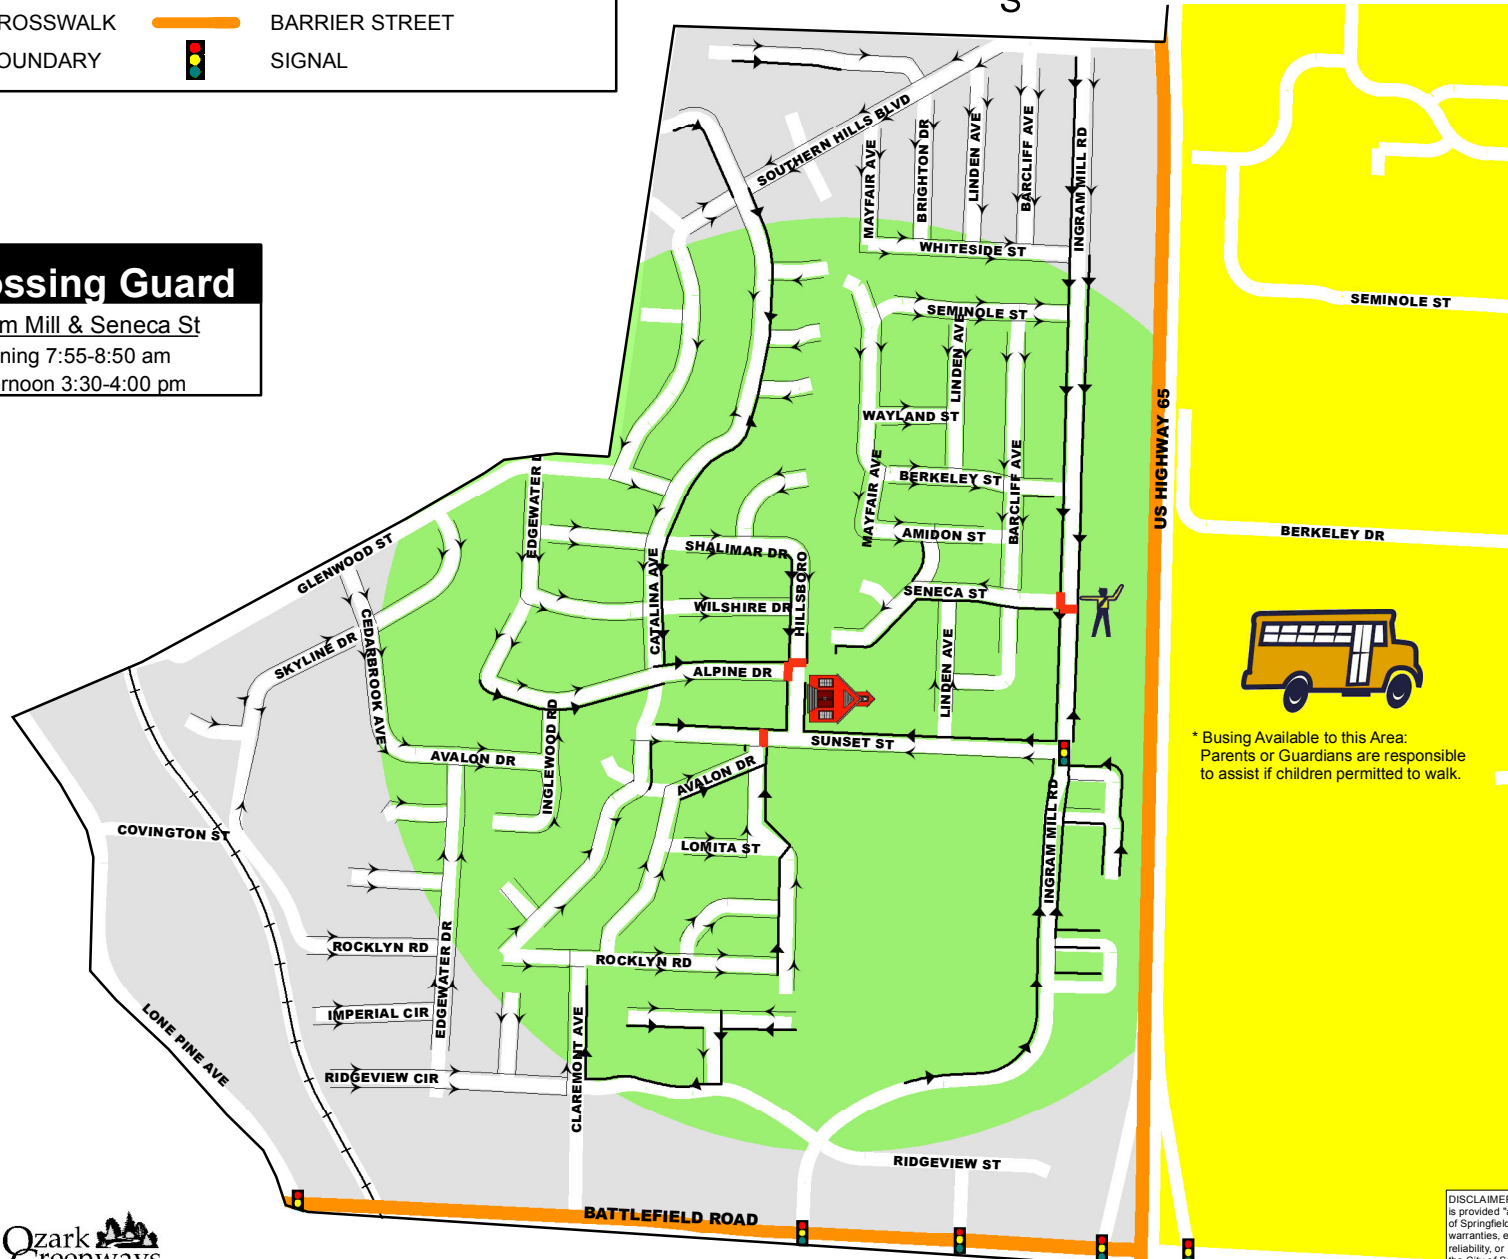 ROSSWALK
BARRIER STREET
OUNDARY
SIGNAL
S
ossing Guard
m Mill & Seneca St
ning 7:55-8:50 am
ernoon 3:30-4:00 pm
SOUTHERN HILLS BLVD
MAYFAIR AVE
BRIGHTON DR
LINDEN AVE
BARCLIFF AVE
INGRAM MILL RD
WHITESIDE ST
SEMINOLE ST
SEMINOLE ST
LINDEN AVE
WAYLAND ST
US HIGHWAY 65
MAYFAIR AVE
BERKELEY ST
BARCLIFF AVE
EDGEWATER D
AMIDON ST
BERKELEY DR
GLENWOOD ST
SHALIMAR DR
CATALINA AVE
HILLSBORO
SENECA ST
WILSHIRE DR
CEDARBROOK AVE
SKYLINE DR
ALPINE DR
LINDEN AVE
INGLEWOOD RD
SUNSET ST
* Busing Available to this Area:
Parents or Guardians are responsible
to assist if children permitted to walk.
AVALON DR
AVALON DR
INGRAM MILL RD
COVINGTON ST
LOMITA ST
ROCKLYN RD
EDGEWATER DR
ROCKLYN RD
IMPERIAL CIR
CLAREMONT AVE
LONE PINE AVE
RIDGEVIEW CIR
RIDGEVIEW ST
BATTLEFIELD ROAD
Ozark
Greenways
DISCLAIMER
is provided "a
of Springfield
warranties, o
reliability, or
the City of S